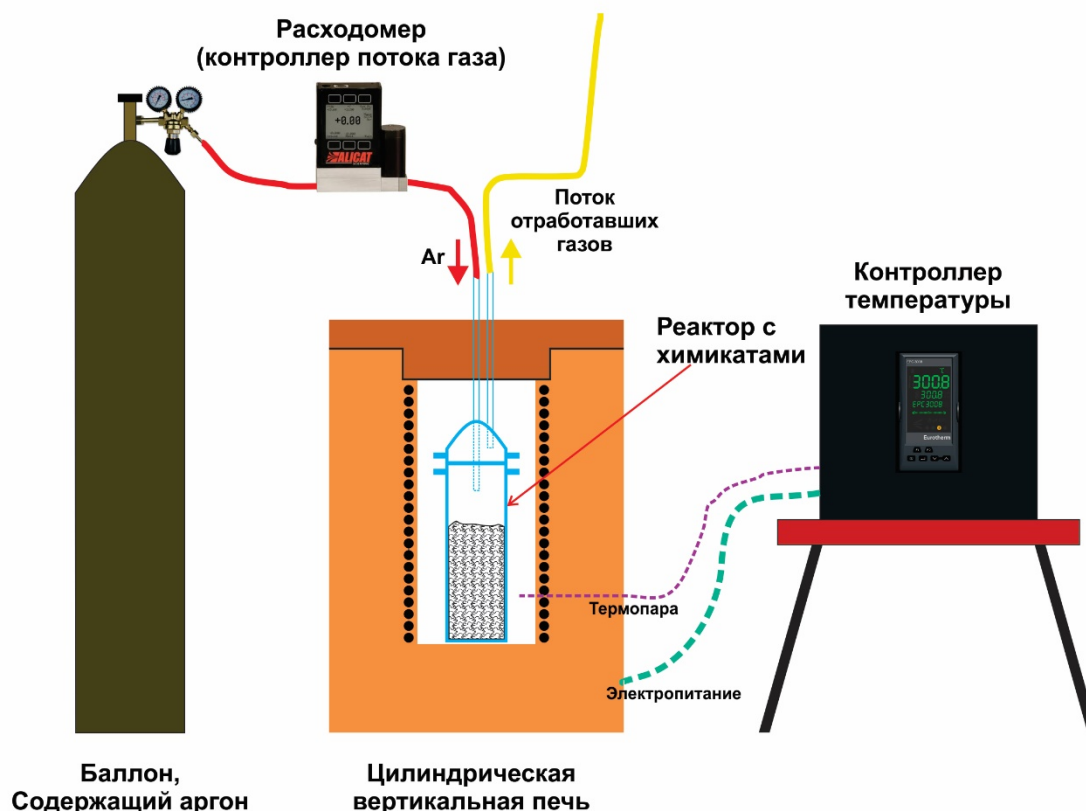 Расходомер
(контроллер потока газа)
+0.00
ALICAT
Поток
отработавших
газов
Ar
Контроллер
температуры
Реактор с
химикатами
°C
300.8
300.8
EPC3008
Eurotherm
Термопара
Электропитание
Баллон,
Содержащий аргон
Цилиндрическая
вертикальная печь